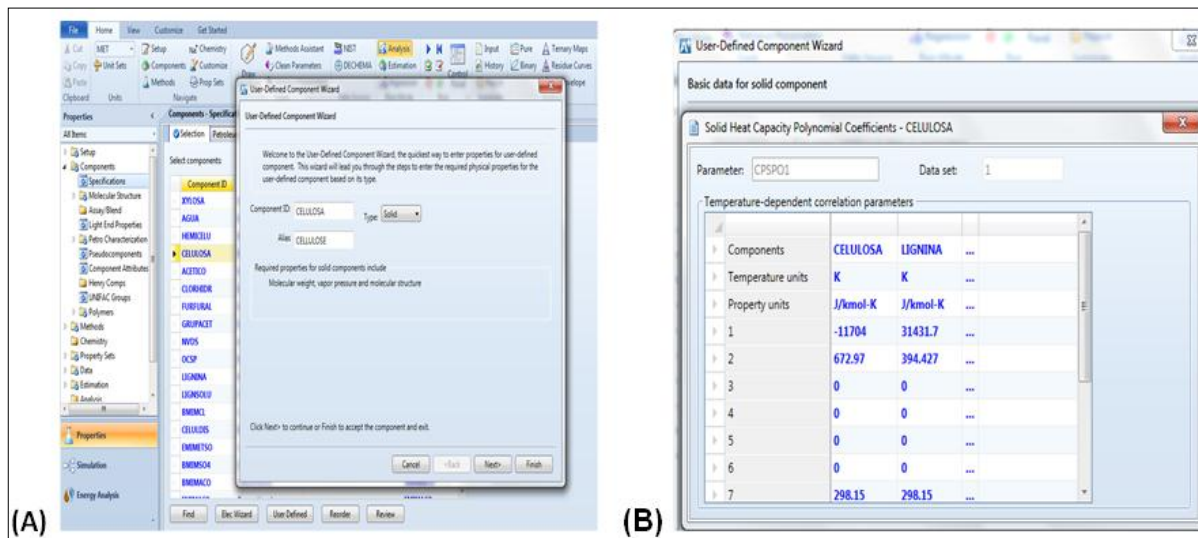 File Home View Customize Get Started
Cut MET Setup Chemistry Methods Assistant NIST Analysis Input Pure Ternary Maps
Copy Unit Sets Components Customize Clean Parameters DECHEMA Estimation History Binary Residue Curves
Paste Methods Prop Sets Draw Control
Clipboard Units Navigate
Properties
All Items
Setup
Components
Specifications
Molecular Structure
Assay/Blend
Light End Properties
Petro Characterization
Pseudocomponents
Component Attributes
Henry Comps
UNIFAC Groups
Polymers
Methods
Chemistry
Property Sets
Data
Estimation
Analysis
Properties
Simulation
Energy Analysis
Components - Specificat
Selection Petroleu
Select components:
Component ID
XYLOSA
AGUA
HEMICELU
CELULOSA
ACETICO
CLORHIDR
FURFURAL
GRUPACET
NVDS
OCSP
LIGNINA
LIGNSOLU
BMIMCL
CELULDIS
EMIMETSO
BMIMSO4
BMIMACO
Find Elec Wizard User Defined Reorder Review
User-Defined Component Wizard
User-Defined Component Wizard
Welcome to the User-Defined Component Wizard, the quickest way to enter properties for user-defined
component. This wizard will lead you through the steps to enter the required physical properties for the
user-defined component based on its type.
Component ID: CELULOSA Type: Solid
Alias: CELLULOSE
Required properties for solid components include
Molecular weight, vapor pressure and molecular structure
Click Next> to continue or Finish to accept the component and exit.
Cancel <Back Next> Finish
(A)
User-Defined Component Wizard
Basic data for solid component
Solid Heat Capacity Polynomial Coefficients - CELULOSA
Parameter: CPSPO1 Data set: 1
Temperature-dependent correlation parameters
Components CELULOSA LIGNINA ...
Temperature units K K ...
Property units J/kmol-K J/kmol-K ...
1 -11704 31431.7 ...
2 672.97 394.427 ...
3 0 0 ...
4 0 0 ...
5 0 0 ...
6 0 0 ...
7 298.15 298.15 ...
(B)